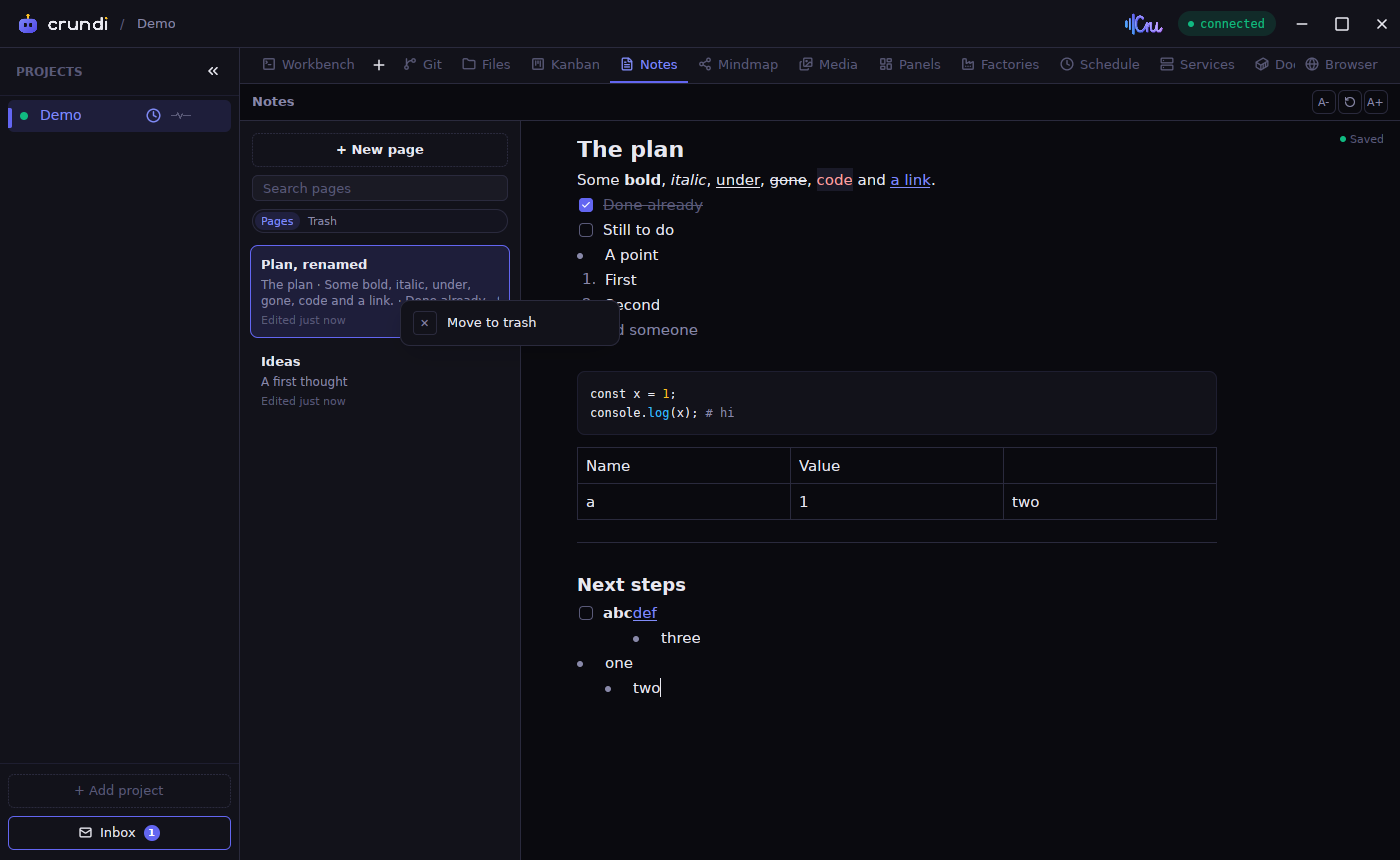 crundi / Demo
Cru
connected
PROJECTS
Demo
+ Add project
Inbox 1
Workbench + Git Files Kanban Notes Mindmap Media Panels Factories Schedule Services Browser
Notes
A- A+
+ New page
Search pages
Pages Trash
Plan, renamed
The plan · Some bold, italic, under,
gone, code and a link. · Done already
Edited just now
Move to trash
Ideas
A first thought
Edited just now
Saved
The plan
Some bold, italic, under, gone, code and a link.
Done already
Still to do
A point
1. First
Second
someone
const x = 1;
console.log(x); # hi
Name Value
a 1 two
Next steps
abcdef
three
one
two